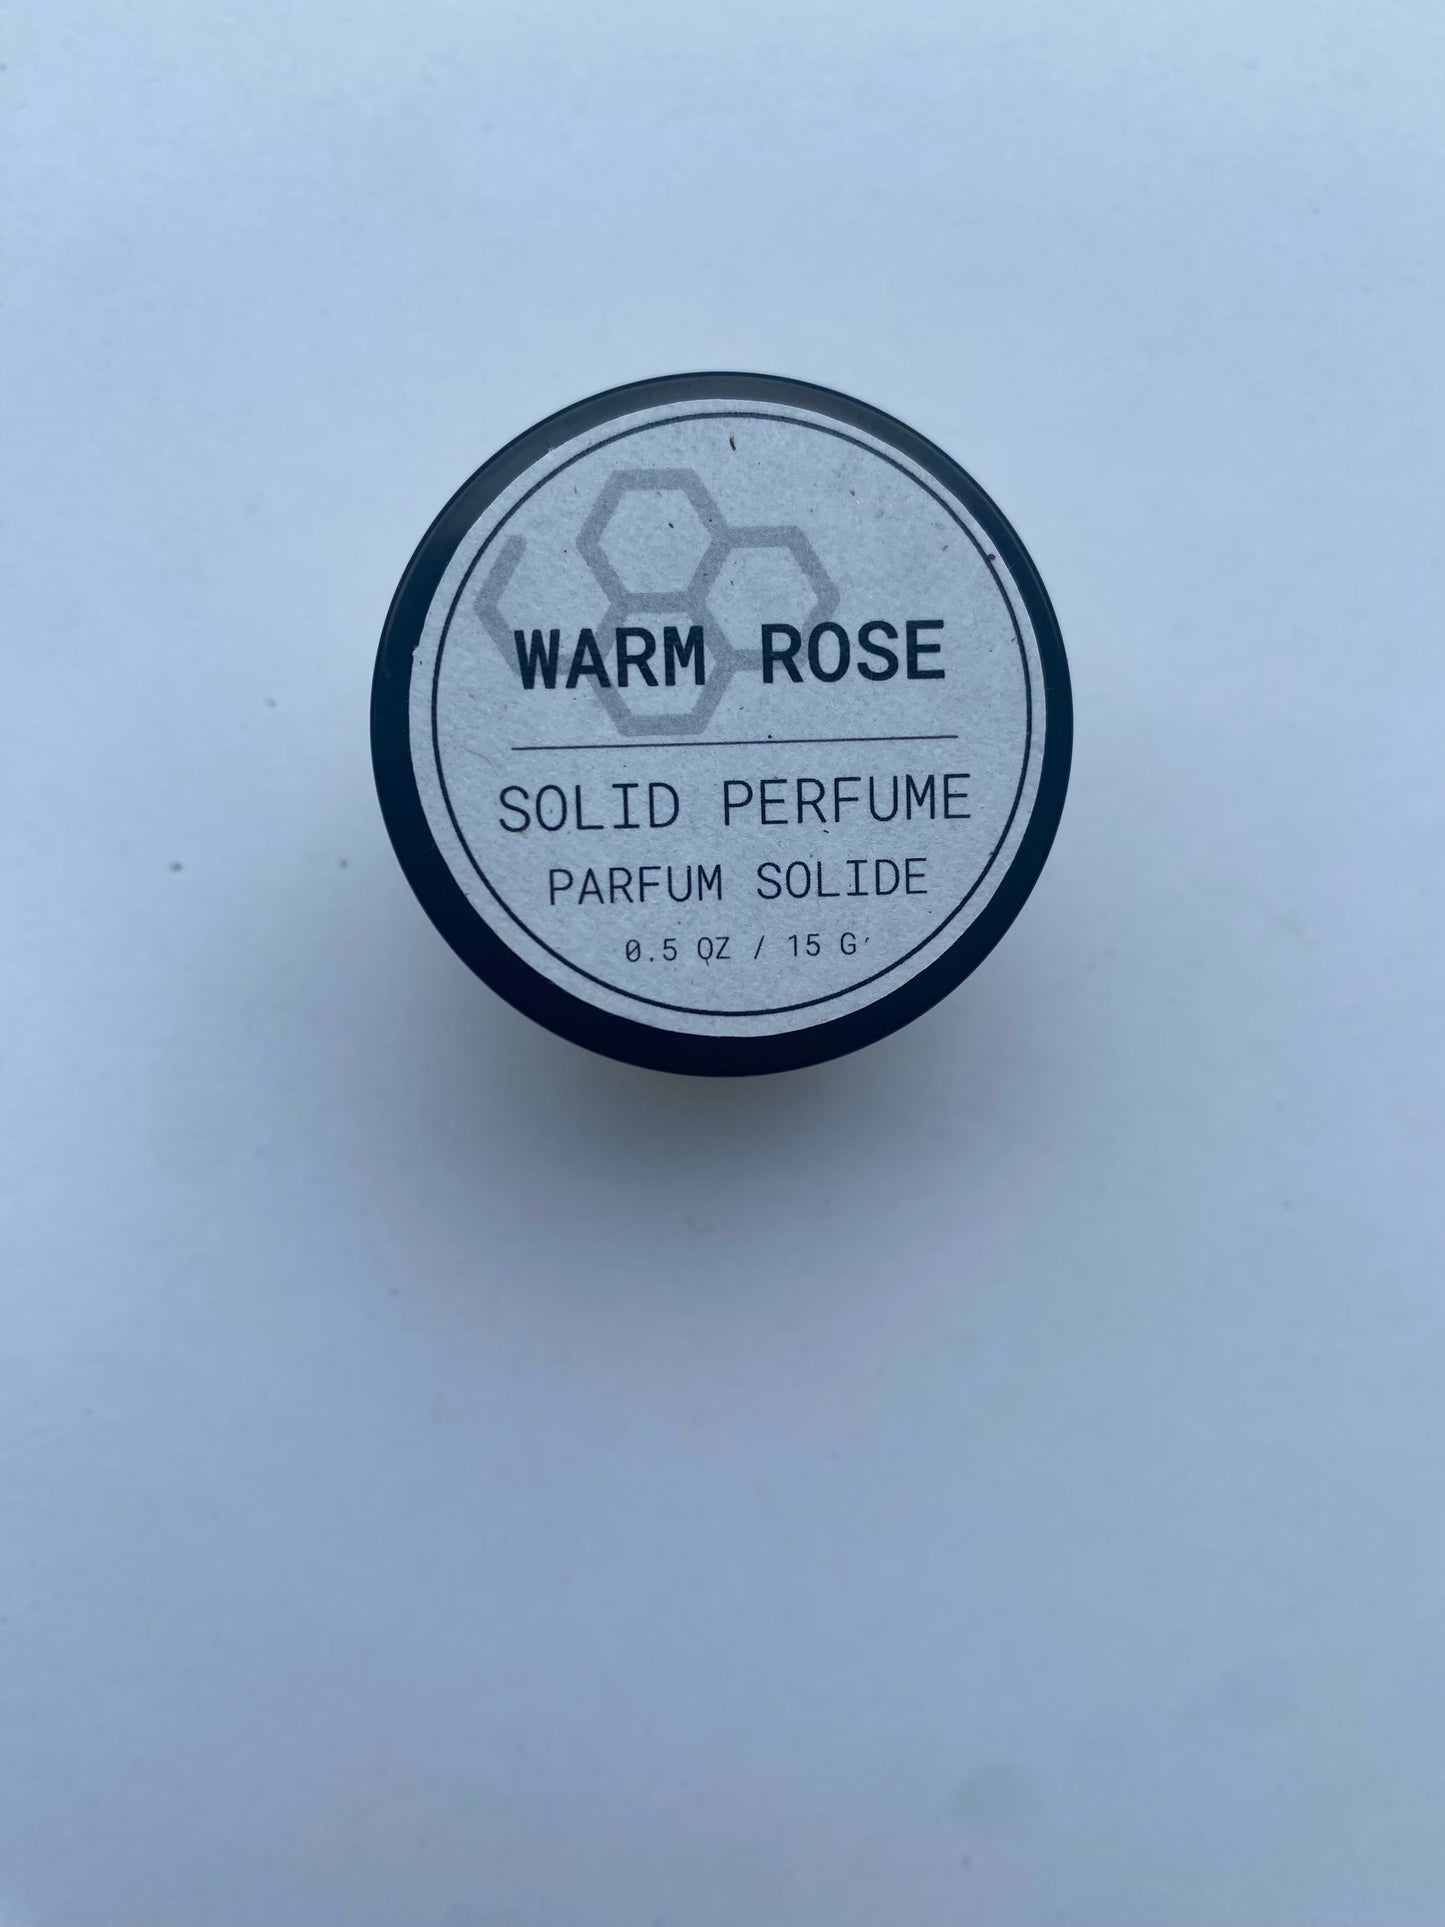 WARM ROSE
SOLID PERFUME
PARFUM SOLIDE
0.5 OZ / 15 G